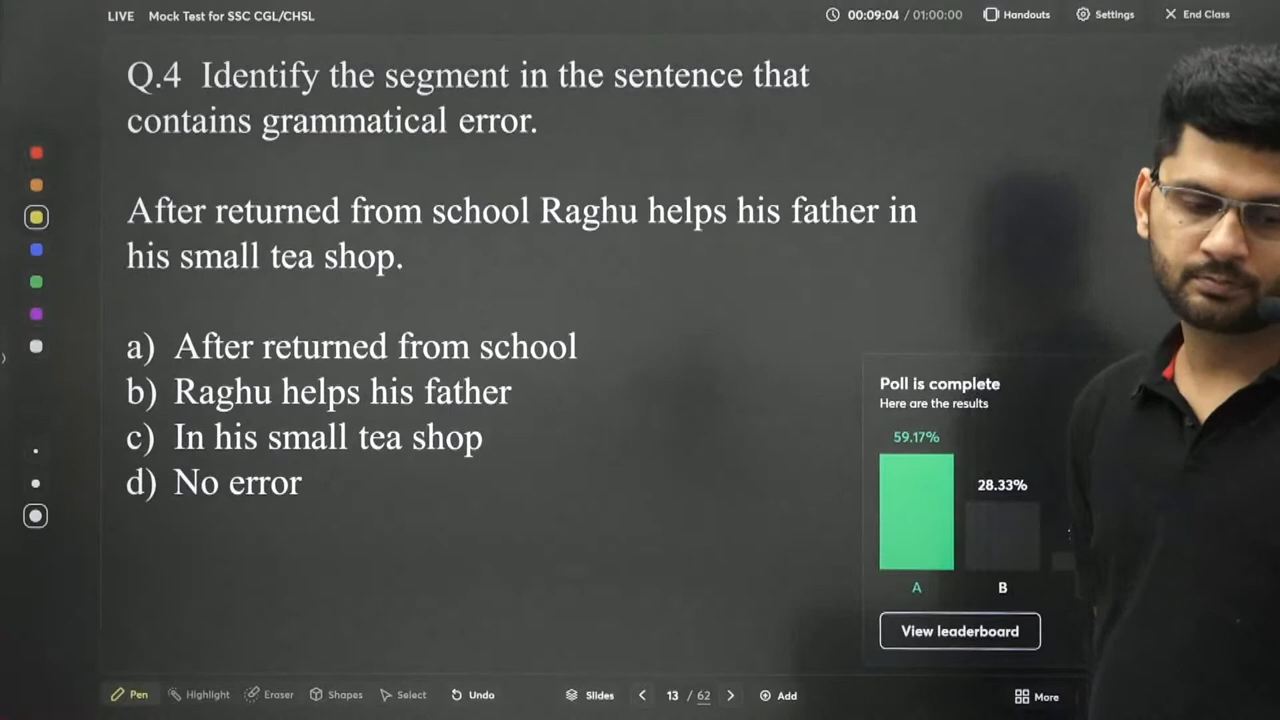 LIVE Mock Test for SSC CGL/CHSL 00:09:04 / 01:00:00 Handouts Settings End Class
Q.4 Identify the segment in the sentence that
contains grammatical error.
After returned from school Raghu helps his father in
his small tea shop.
a) After returned from school
b) Raghu helps his father
c) In his small tea shop
d) No error
Poll is complete
Here are the results
59.17%
28.33%
A B
View leaderboard
Pen Highlight Eraser Shapes Select Undo Slides 13 / 62 Add More